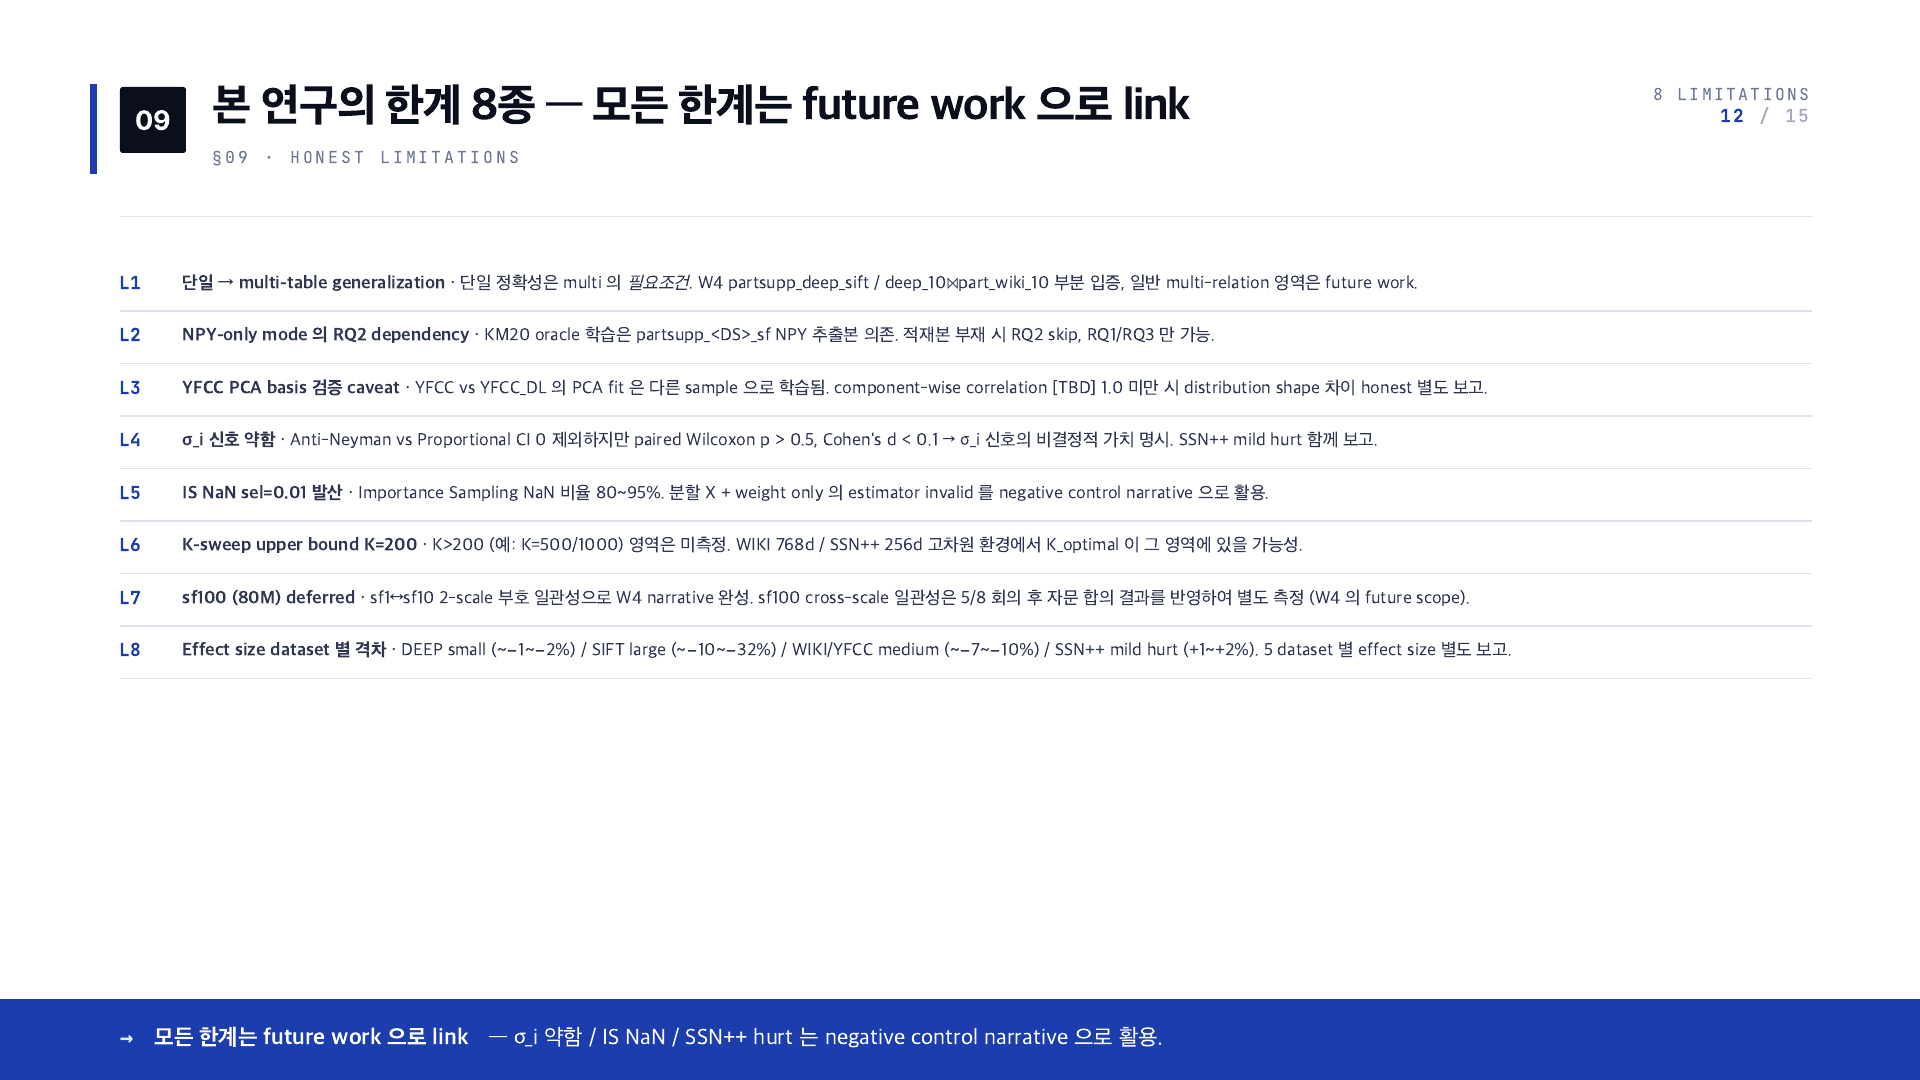 09
본 연구의 한계 8종 — 모든 한계는 future work 으로 link
§09 · HONEST LIMITATIONS
8 LIMITATIONS
12 / 15
L1 단일 → multi-table generalization · 단일 정확성은 multi 의 필요조건. W4 partsupp_deep_sift / deep_10⋈part_wiki_10 부분 입증, 일반 multi-relation 영역은 future work.
L2 NPY-only mode 의 RQ2 dependency · KM20 oracle 학습은 partsupp_<DS>_sf NPY 추출본 의존. 적재본 부재 시 RQ2 skip, RQ1/RQ3 만 가능.
L3 YFCC PCA basis 검증 caveat · YFCC vs YFCC_DL 의 PCA fit 은 다른 sample 으로 학습됨. component-wise correlation [TBD] 1.0 미만 시 distribution shape 차이 honest 별도 보고.
L4 σ_i 신호 약함 · Anti-Neyman vs Proportional CI 0 제외하지만 paired Wilcoxon p > 0.5, Cohen's d < 0.1 → σ_i 신호의 비결정적 가치 명시. SSN++ mild hurt 함께 보고.
L5 IS NaN sel=0.01 발산 · Importance Sampling NaN 비율 80~95%. 분할 X + weight only 의 estimator invalid 를 negative control narrative 으로 활용.
L6 K-sweep upper bound K=200 · K>200 (예: K=500/1000) 영역은 미측정. WIKI 768d / SSN++ 256d 고차원 환경에서 K_optimal 이 그 영역에 있을 가능성.
L7 sf100 (80M) deferred · sf1↔sf10 2-scale 부호 일관성으로 W4 narrative 완성. sf100 cross-scale 일관성은 5/8 회의 후 자문 합의 결과를 반영하여 별도 측정 (W4 의 future scope).
L8 Effect size dataset 별 격차 · DEEP small (~−1~−2%) / SIFT large (~−10~−32%) / WIKI/YFCC medium (~−7~−10%) / SSN++ mild hurt (+1~+2%). 5 dataset 별 effect size 별도 보고.
→ 모든 한계는 future work 으로 link — σ_i 약함 / IS NaN / SSN++ hurt 는 negative control narrative 으로 활용.